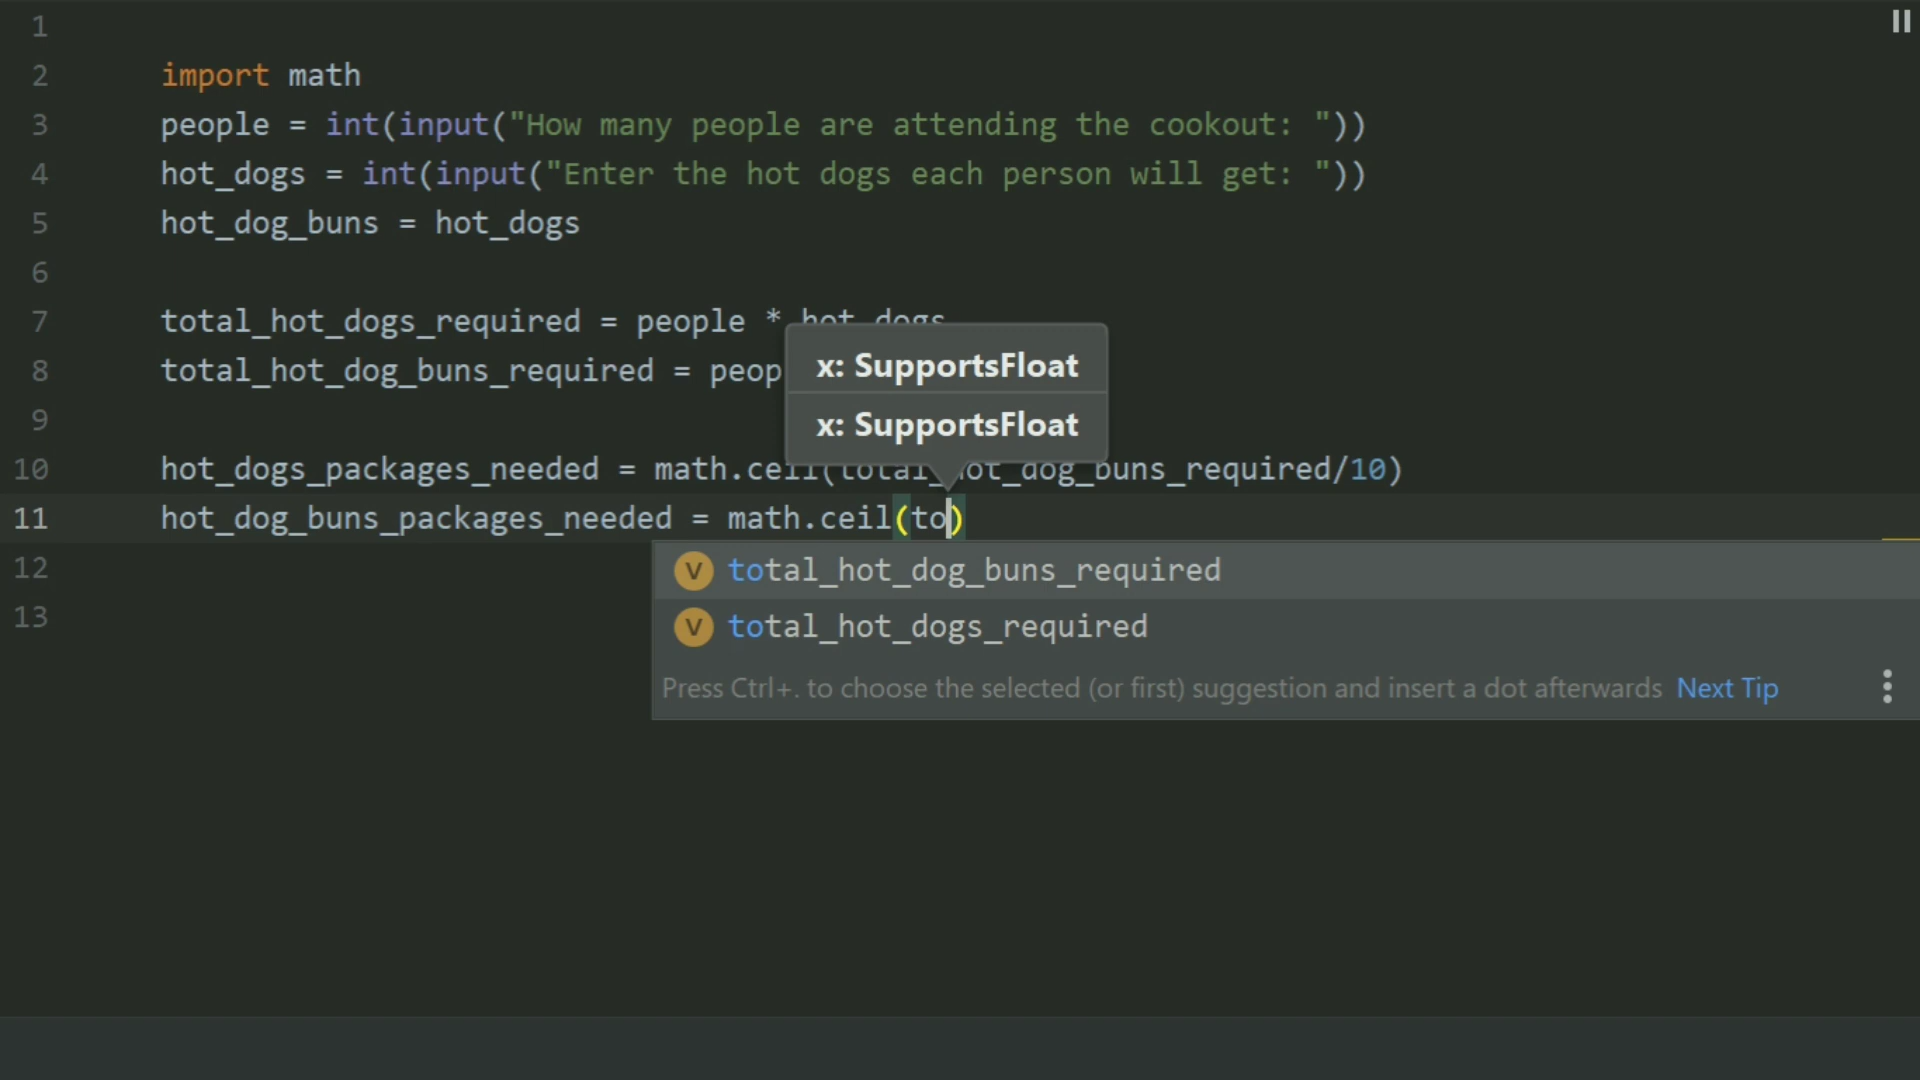 1
2 import math
3 people = int(input("How many people are attending the cookout: "))
4 hot_dogs = int(input("Enter the hot dogs each person will get: "))
5 hot_dog_buns = hot_dogs
6
7 total_hot_dogs_required = people * hot_dogs
8 total_hot_dog_buns_required = peop
x: SupportsFloat
x: SupportsFloat
9
10 hot_dogs_packages_needed = math.ceil(total_hot_dog_buns_required/10)
11 hot_dog_buns_packages_needed = math.ceil(to)
12
13
V total_hot_dog_buns_required
V total_hot_dogs_required
Press Ctrl+. to choose the selected (or first) suggestion and insert a dot afterwards Next Tip